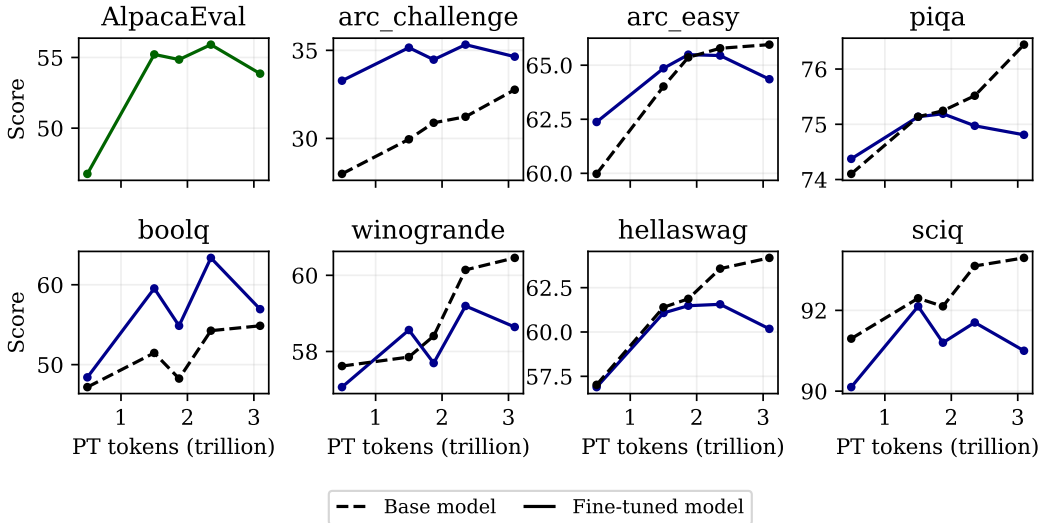 AlpacaEval
arc_challenge
arc_easy
piqa
Score
55
50
35
30
65.0
62.5
60.0
76
75
74
boolq
winogrande
hellaswag
sciq
Score
60
50
60
58
62.5
60.0
57.5
92
90
1 2 3
1 2 3
1 2 3
1 2 3
PT tokens (trillion)
PT tokens (trillion)
PT tokens (trillion)
PT tokens (trillion)
Base model
Fine-tuned model